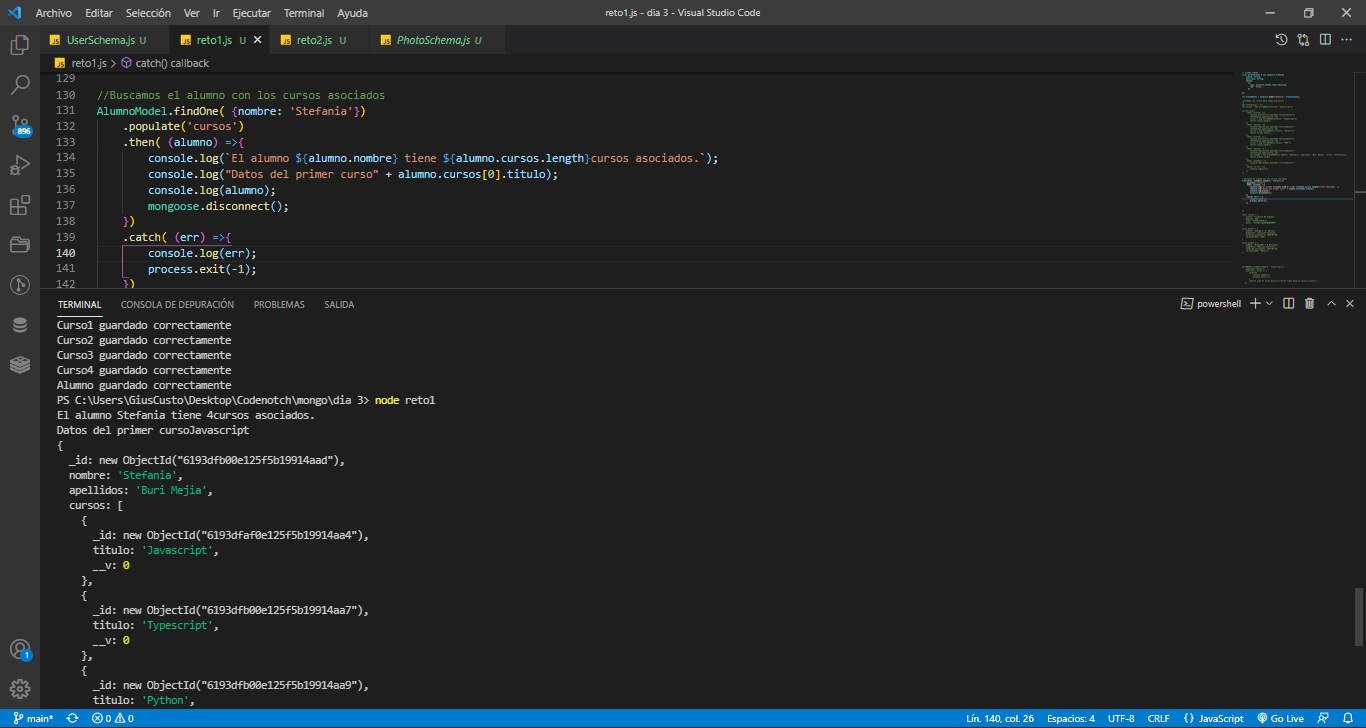 Archivo Editar Selección Ver Ir Ejecutar Terminal Ayuda
reto1.js - dia 3 - Visual Studio Code
JS UserSchema.js U
JS reto1.js U
JS reto2.js U
JS PhotoSchema.js U
JS reto1.js > catch() callback
129
130 //Buscamos el alumno con los cursos asociados
131 AlumnoModel.findOne( {nombre: 'Stefania'})
132 .populate('cursos')
133 .then( (alumno) =>{
134 console.log(`El alumno ${alumno.nombre} tiene ${alumno.cursos.length}cursos asociados.`);
135 console.log("Datos del primer curso" + alumno.cursos[0].titulo);
136 console.log(alumno);
137 mongoose.disconnect();
138 })
139 .catch( (err) =>{
140 console.log(err);
141 process.exit(-1);
142 })
896
TERMINAL CONSOLA DE DEPURACIÓN PROBLEMAS SALIDA
powershell
Curso1 guardado correctamente
Curso2 guardado correctamente
Curso3 guardado correctamente
Curso4 guardado correctamente
Alumno guardado correctamente
PS C:\Users\GiusCusto\Desktop\Codenotch\mongo\dia 3> node reto1
El alumno Stefania tiene 4cursos asociados.
Datos del primer cursoJavascript
{
_id: new ObjectId("6193dfb00e125f5b19914aad"),
nombre: 'Stefania',
apellidos: 'Buri Mejia',
cursos: [
{
_id: new ObjectId("6193dfaf0e125f5b19914aa4"),
titulo: 'Javascript',
__v: 0
},
{
_id: new ObjectId("6193dfb00e125f5b19914aa7"),
titulo: 'Typescript',
__v: 0
},
{
_id: new ObjectId("6193dfb00e125f5b19914aa9"),
titulo: 'Python',
1
main* 0 0
Lín. 140, col. 26 Espacios: 4 UTF-8 CRLF {} JavaScript Go Live